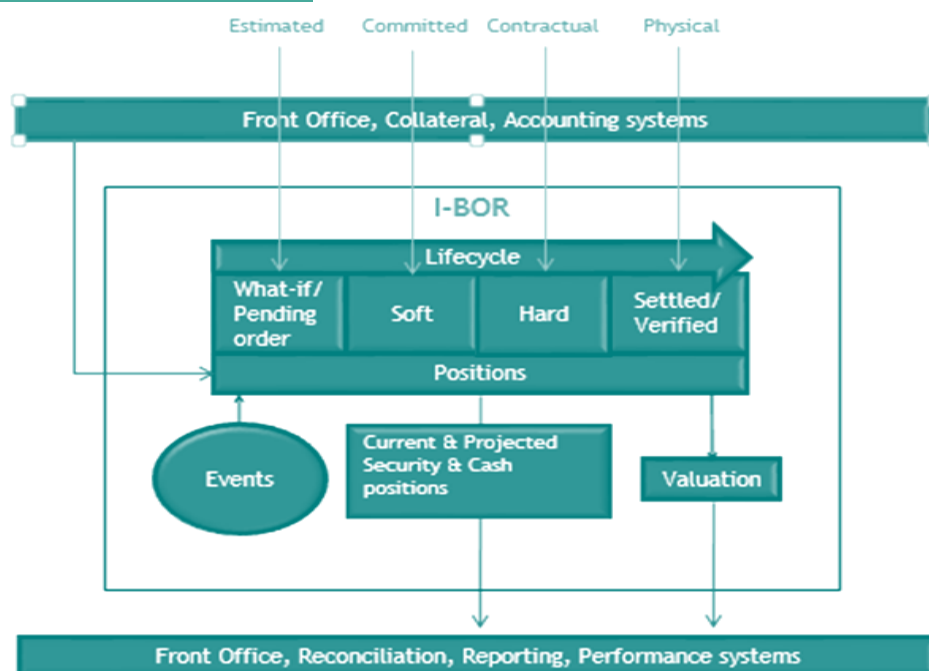 Estimated Committed Contractual Physical
Front Office, Collateral, Accounting systems
I-BOR
Lifecycle
What-if/
Pending
order
Soft
Hard
Settled/
Verified
Positions
Events
Current & Projected
Security & Cash
positions
Valuation
Front Office, Reconciliation, Reporting, Performance systems